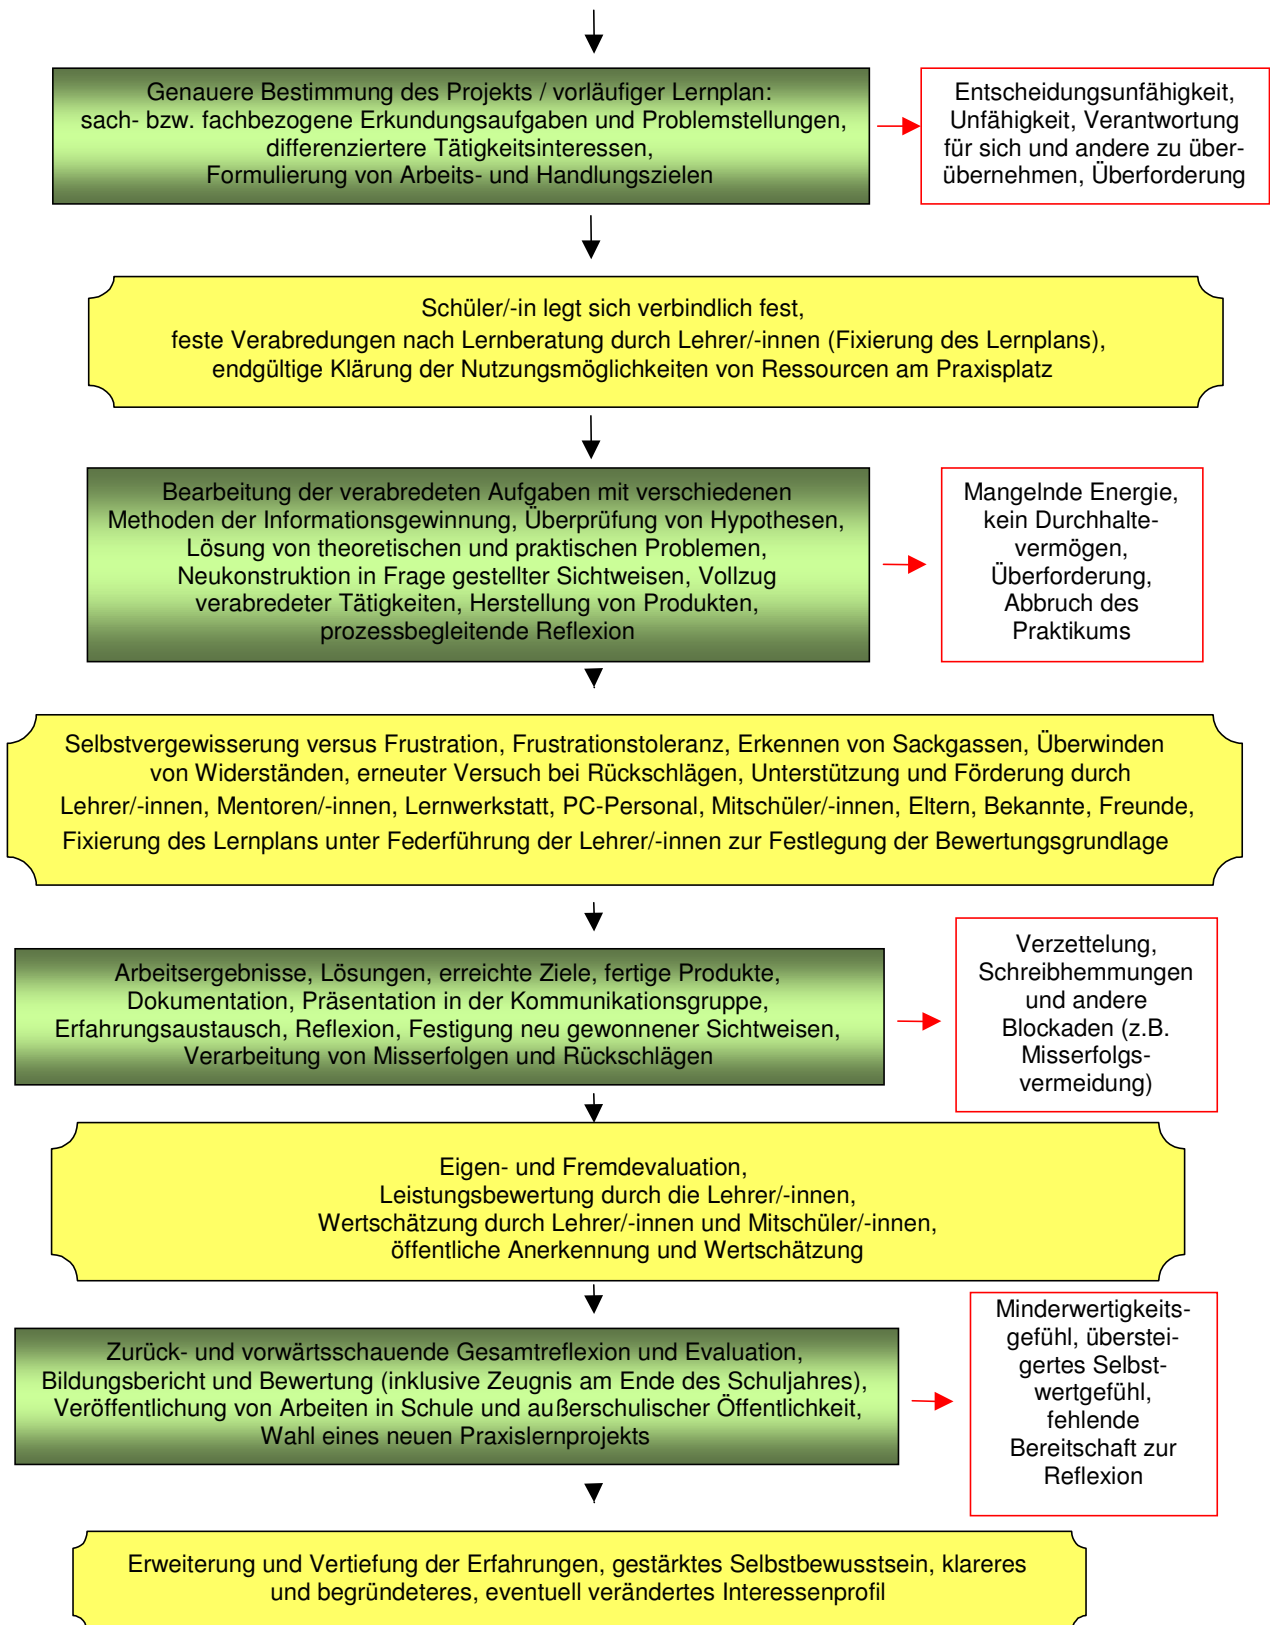 Genauere Bestimmung des Projekts / vorläufiger Lernplan:
sach- bzw. fachbezogene Erkundungsaufgaben und Problemstellungen,
differenziertere Tätigkeitsinteressen,
Formulierung von Arbeits- und Handlungszielen
Entscheidungsunfähigkeit,
Unfähigkeit, Verantwortung
für sich und andere zu über-
übernehmen, Überforderung
Schüler/-in legt sich verbindlich fest,
feste Verabredungen nach Lernberatung durch Lehrer/-innen (Fixierung des Lernplans),
endgültige Klärung der Nutzungsmöglichkeiten von Ressourcen am Praxisplatz
Bearbeitung der verabredeten Aufgaben mit verschiedenen
Methoden der Informationsgewinnung, Überprüfung von Hypothesen,
Lösung von theoretischen und praktischen Problemen,
Neukonstruktion in Frage gestellter Sichtweisen, Vollzug
verabredeter Tätigkeiten, Herstellung von Produkten,
prozessbegleitende Reflexion
Mangelnde Energie,
kein Durchhalte-
vermögen,
Überforderung,
Abbruch des
Praktikums
Selbstvergewisserung versus Frustration, Frustrationstoleranz, Erkennen von Sackgassen, Überwinden
von Widerständen, erneuter Versuch bei Rückschlägen, Unterstützung und Förderung durch
Lehrer/-innen, Mentoren/-innen, Lernwerkstatt, PC-Personal, Mitschüler/-innen, Eltern, Bekannte, Freunde,
Fixierung des Lernplans unter Federführung der Lehrer/-innen zur Festlegung der Bewertungsgrundlage
Arbeitsergebnisse, Lösungen, erreichte Ziele, fertige Produkte,
Dokumentation, Präsentation in der Kommunikationsgruppe,
Erfahrungsaustausch, Reflexion, Festigung neu gewonnener Sichtweisen,
Verarbeitung von Misserfolgen und Rückschlägen
Verzettelung,
Schreibhemmungen
und andere
Blockaden (z.B.
Misserfolgs-
vermeidung)
Eigen- und Fremdevaluation,
Leistungsbewertung durch die Lehrer/-innen,
Wertschätzung durch Lehrer/-innen und Mitschüler/-innen,
öffentliche Anerkennung und Wertschätzung
Zurück- und vorwärtsschauende Gesamtreflexion und Evaluation,
Bildungsbericht und Bewertung (inklusive Zeugnis am Ende des Schuljahres),
Veröffentlichung von Arbeiten in Schule und außerschulischer Öffentlichkeit,
Wahl eines neuen Praxislernprojekts
Minderwertigkeits-
gefühl, überstei-
gertes Selbst-
wertgefühl,
fehlende
Bereitschaft zur
Reflexion
Erweiterung und Vertiefung der Erfahrungen, gestärktes Selbstbewusstsein, klareres
und begründeteres, eventuell verändertes Interessenprofil